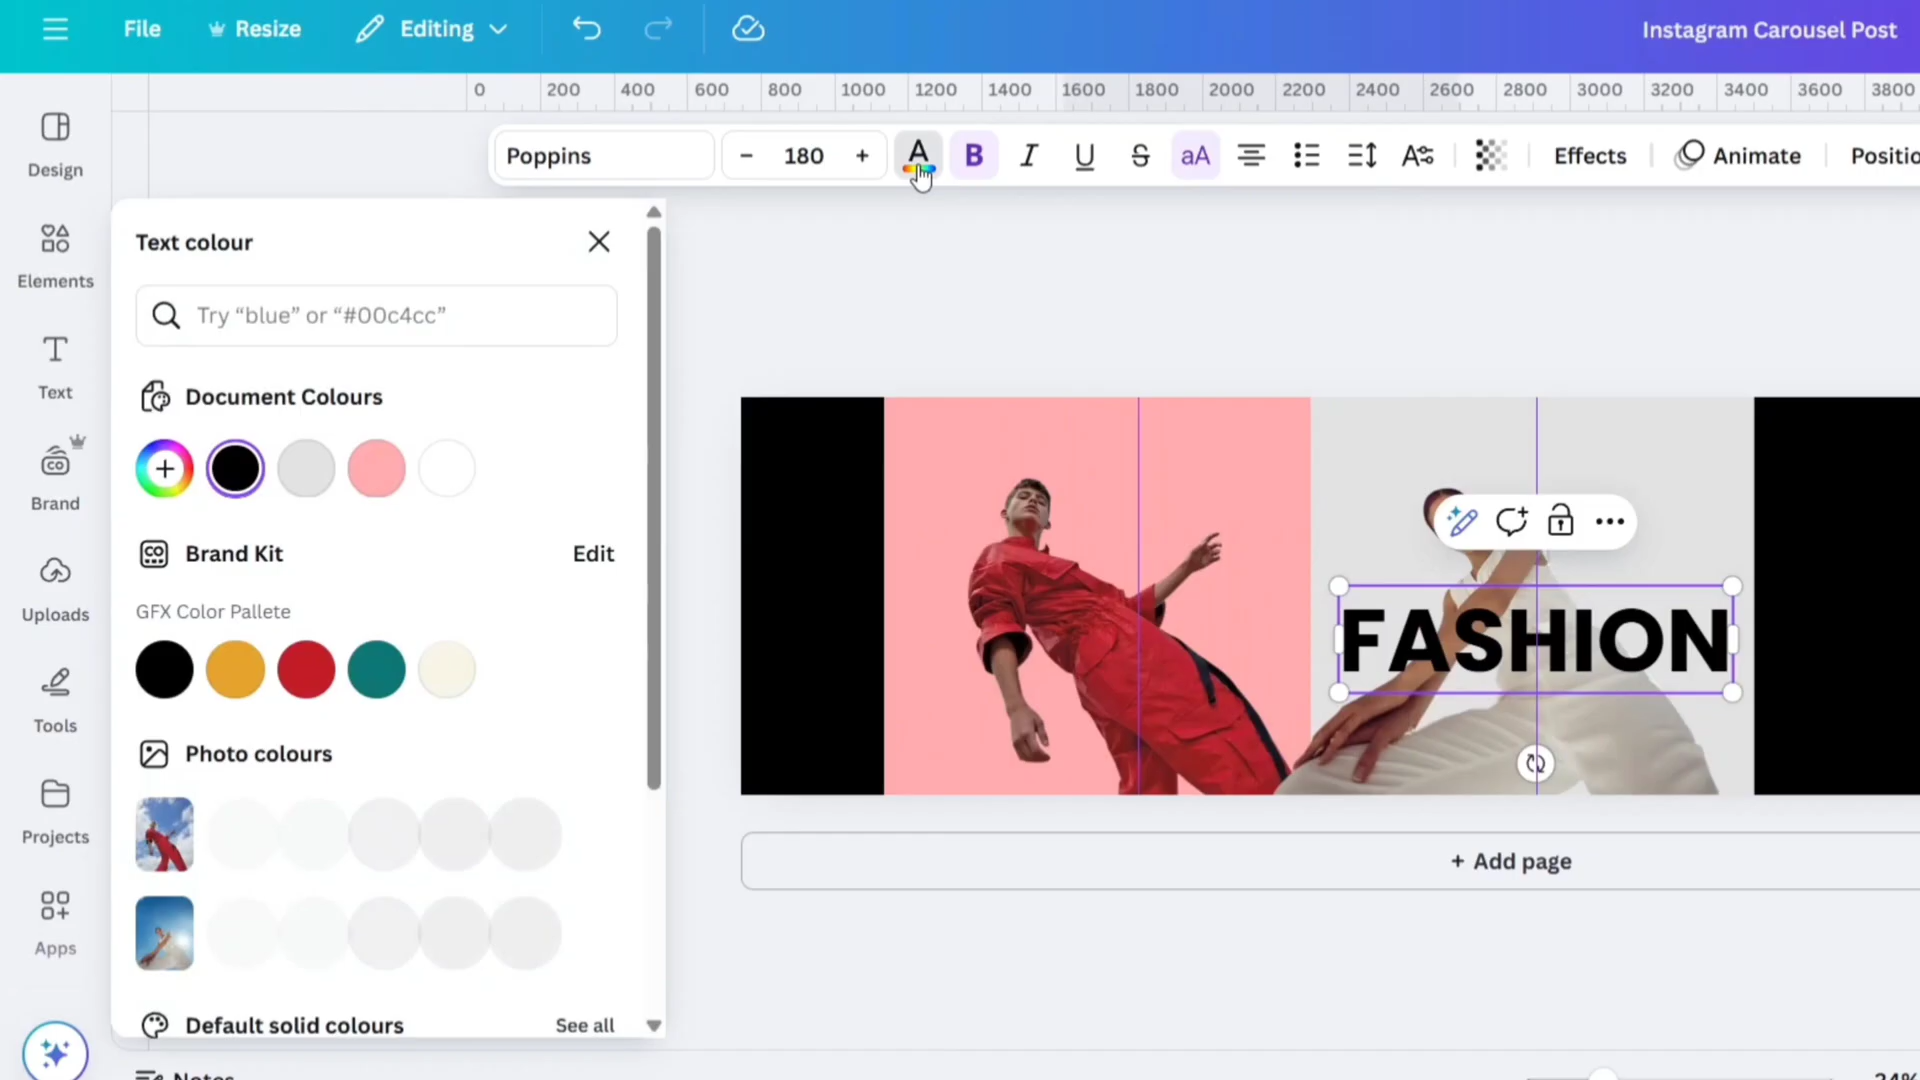 File
Resize
Editing
Instagram Carousel Post
0 200 400 600 800 1000 1200 1400 1600 1800 2000 2200 2400 2600 2800 3000 3200 3400 3600 3800
Poppins
– 180 +
A B I U S aA
Effects
Animate
Positio
Design
Elements
Text
Brand
Uploads
Tools
Projects
Apps
Text colour
Try “blue” or “#00c4cc”
Document Colours
Brand Kit
Edit
GFX Color Pallete
Photo colours
Default solid colours
See all
FASHION
+ Add page